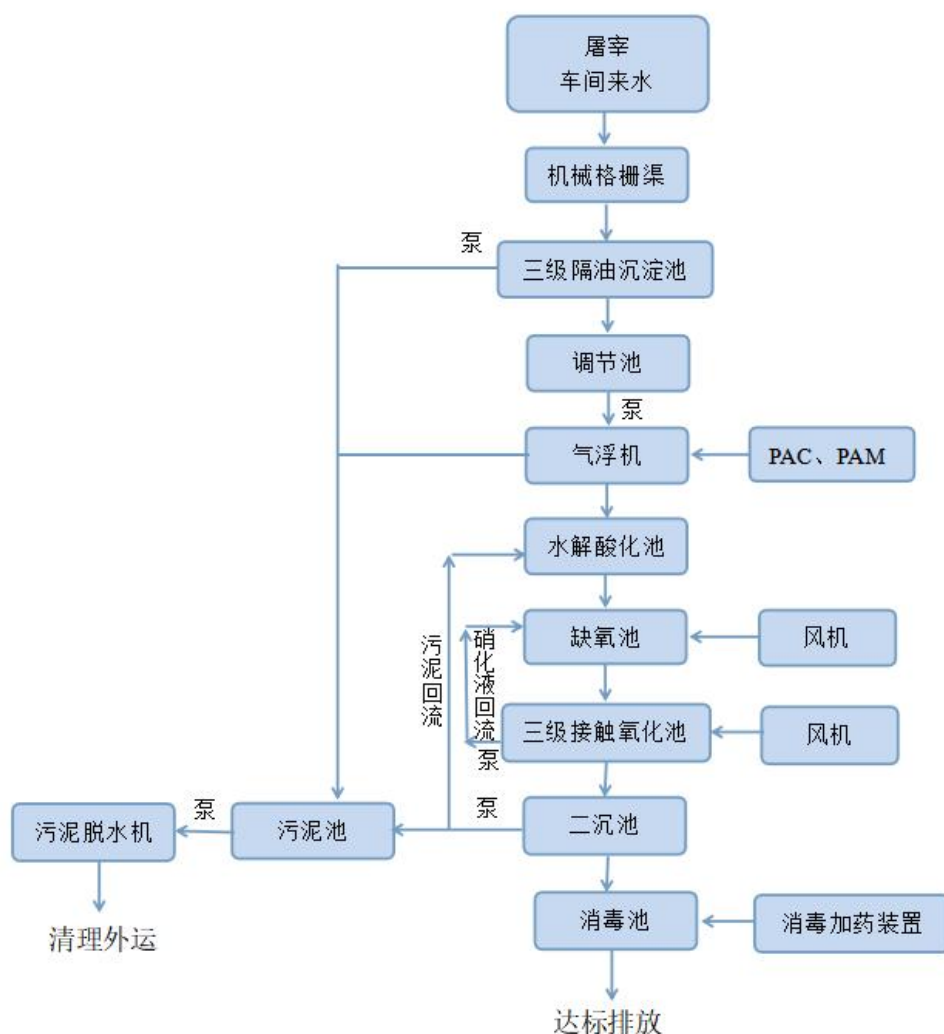 屠宰
车间来水
机械格栅渠
泵
三级隔油沉淀池
调节池
泵
气浮机
PAC、PAM
水解酸化池
污泥回流
硝化液回流
缺氧池
风机
三级接触氧化池
风机
泵
污泥脱水机
泵
污泥池
泵
二沉池
清理外运
消毒池
消毒加药装置
达标排放